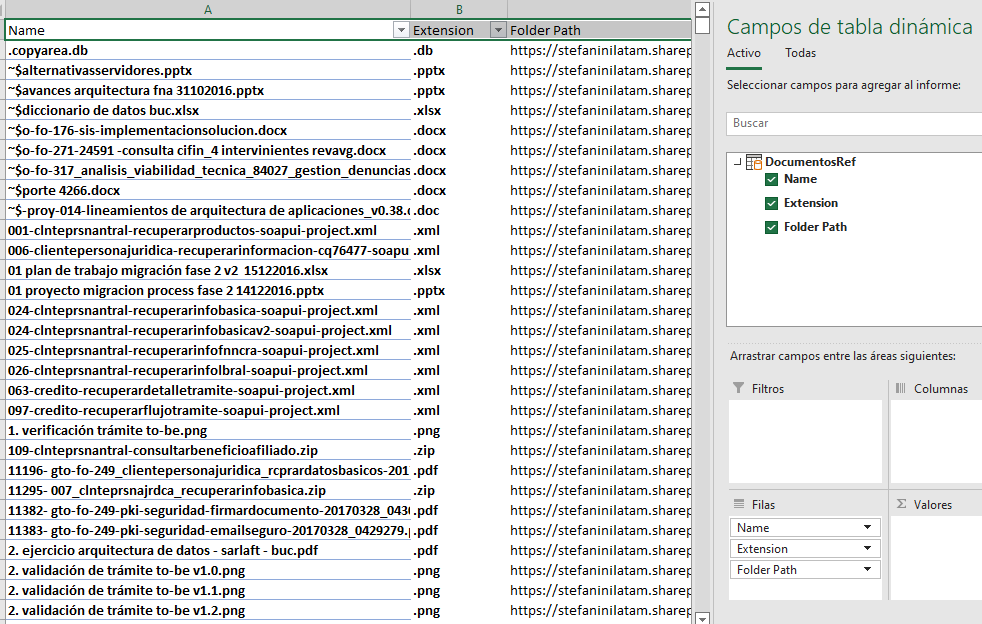 A B
Name Extension Folder Path
.copyarea.db .db https://stefaninilatam.sharep
~$alternativasservidores.pptx .pptx https://stefaninilatam.sharep
~$avances arquitectura fna 31102016.pptx .pptx https://stefaninilatam.sharep
~$diccionario de datos buc.xlsx .xlsx https://stefaninilatam.sharep
~$o-fo-176-sis-implementacionsolucion.docx .docx https://stefaninilatam.sharep
~$o-fo-271-24591 -consulta cifin_4 intervinientes revavg.docx .docx https://stefaninilatam.sharep
~$o-fo-317_analisis_viabilidad_tecnica_84027_gestion_denuncias .docx https://stefaninilatam.sharep
~$porte 4266.docx .docx https://stefaninilatam.sharep
~$-proy-014-lineamientos de arquitectura de aplicaciones_v0.38. .doc https://stefaninilatam.sharep
001-clnteprsnantral-recuperarproductos-soapui-project.xml .xml https://stefaninilatam.sharep
006-clientepersonajuridica-recuperarinformacion-cq76477-soapu .xml https://stefaninilatam.sharep
01 plan de trabajo migración fase 2 v2 15122016.xlsx .xlsx https://stefaninilatam.sharep
01 proyecto migracion process fase 2 14122016.pptx .pptx https://stefaninilatam.sharep
024-clnteprsnantral-recuperarinfobasica-soapui-project.xml .xml https://stefaninilatam.sharep
024-clnteprsnantral-recuperarinfobasicav2-soapui-project.xml .xml https://stefaninilatam.sharep
025-clnteprsnantral-recuperarinfofnncra-soapui-project.xml .xml https://stefaninilatam.sharep
026-clnteprsnantral-recuperarinfolbral-soapui-project.xml .xml https://stefaninilatam.sharep
063-credito-recuperardetalletramite-soapui-project.xml .xml https://stefaninilatam.sharep
097-credito-recuperarflujotramite-soapui-project.xml .xml https://stefaninilatam.sharep
1. verificación trámite to-be.png .png https://stefaninilatam.sharep
109-clnteprsnantral-consultarbeneficioafiliado.zip .zip https://stefaninilatam.sharep
11196- gto-fo-249_clientepersonajuridica_rcprardatosbasicos-201 .pdf https://stefaninilatam.sharep
11295- 007_clnteprsnajrdca_recuperarinfobasica.zip .zip https://stefaninilatam.sharep
11382- gto-fo-249-pki-seguridad-firmardocumento-20170328_043 .pdf https://stefaninilatam.sharep
11383- gto-fo-249-pki-seguridad-emailseguro-20170328_0429279. .pdf https://stefaninilatam.sharep
2. ejercicio arquitectura de datos - sarlaft - buc.pdf .pdf https://stefaninilatam.sharep
2. validación de trámite to-be v1.0.png .png https://stefaninilatam.sharep
2. validación de trámite to-be v1.1.png .png https://stefaninilatam.sharep
2. validación de trámite to-be v1.2.png .png https://stefaninilatam.sharep
Campos de tabla dinámica
Activo Todas
Seleccionar campos para agregar al informe:
Buscar
DocumentosRef
Name
Extension
Folder Path
Arrastrar campos entre las áreas siguientes:
Filtros Columnas
Filas Σ Valores
Name
Extension
Folder Path